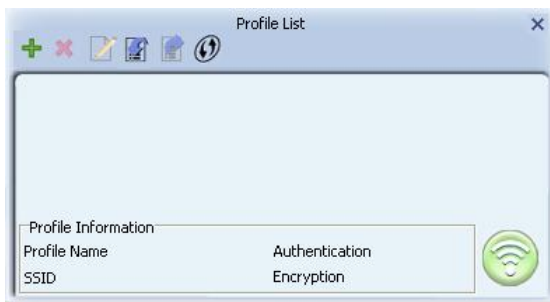 Profile List
Profile Information
Profile Name Authentication
SSID Encryption